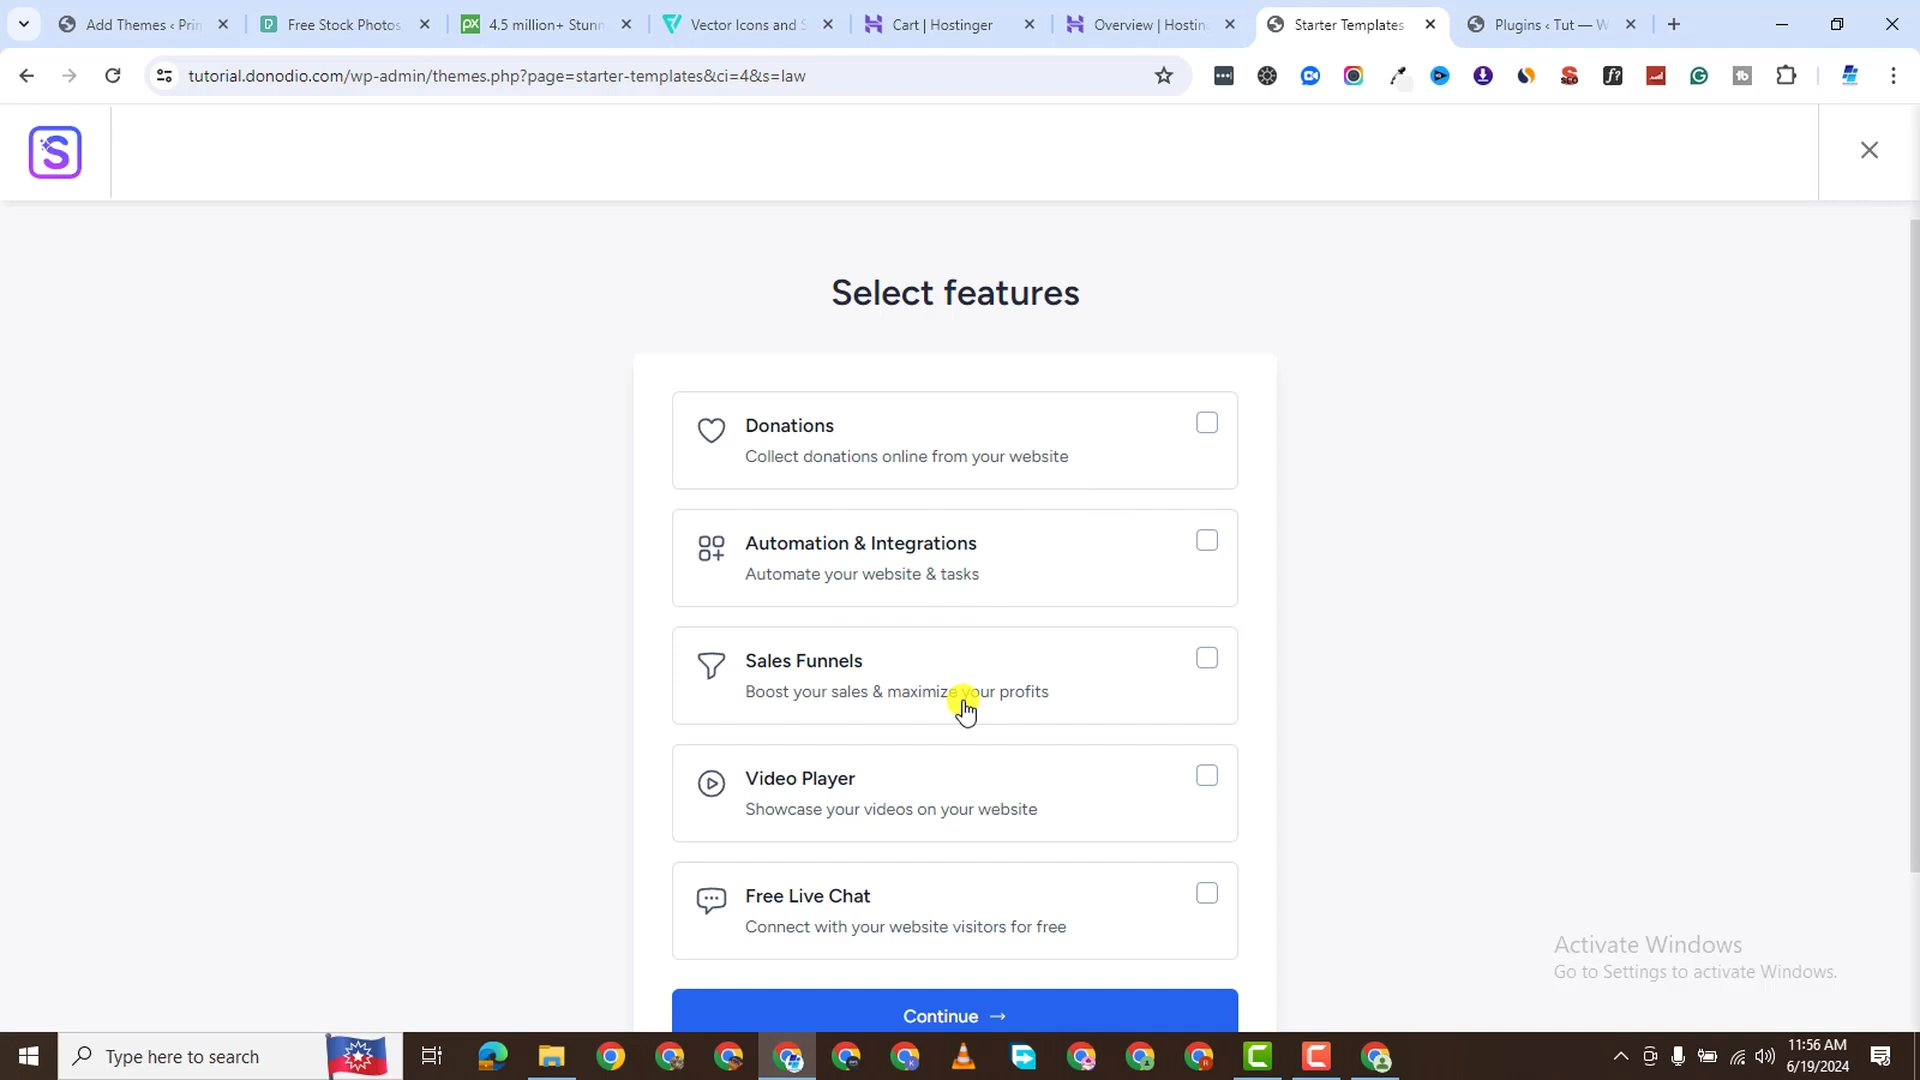 Add Themes ‹ Prin
Free Stock Photos
4.5 million+ Stunn
Vector Icons and S
Cart | Hostinger
Overview | Hosting
Starter Templates
Plugins ‹ Tut — W
tutorial.donodio.com/wp-admin/themes.php?page=starter-templates&ci=4&s=law
Select features
Donations
Collect donations online from your website
Automation & Integrations
Automate your website & tasks
Sales Funnels
Boost your sales & maximize your profits
Video Player
Showcase your videos on your website
Free Live Chat
Connect with your website visitors for free
Continue →
Activate Windows
Go to Settings to activate Windows.
Type here to search
11:56 AM
6/19/2024